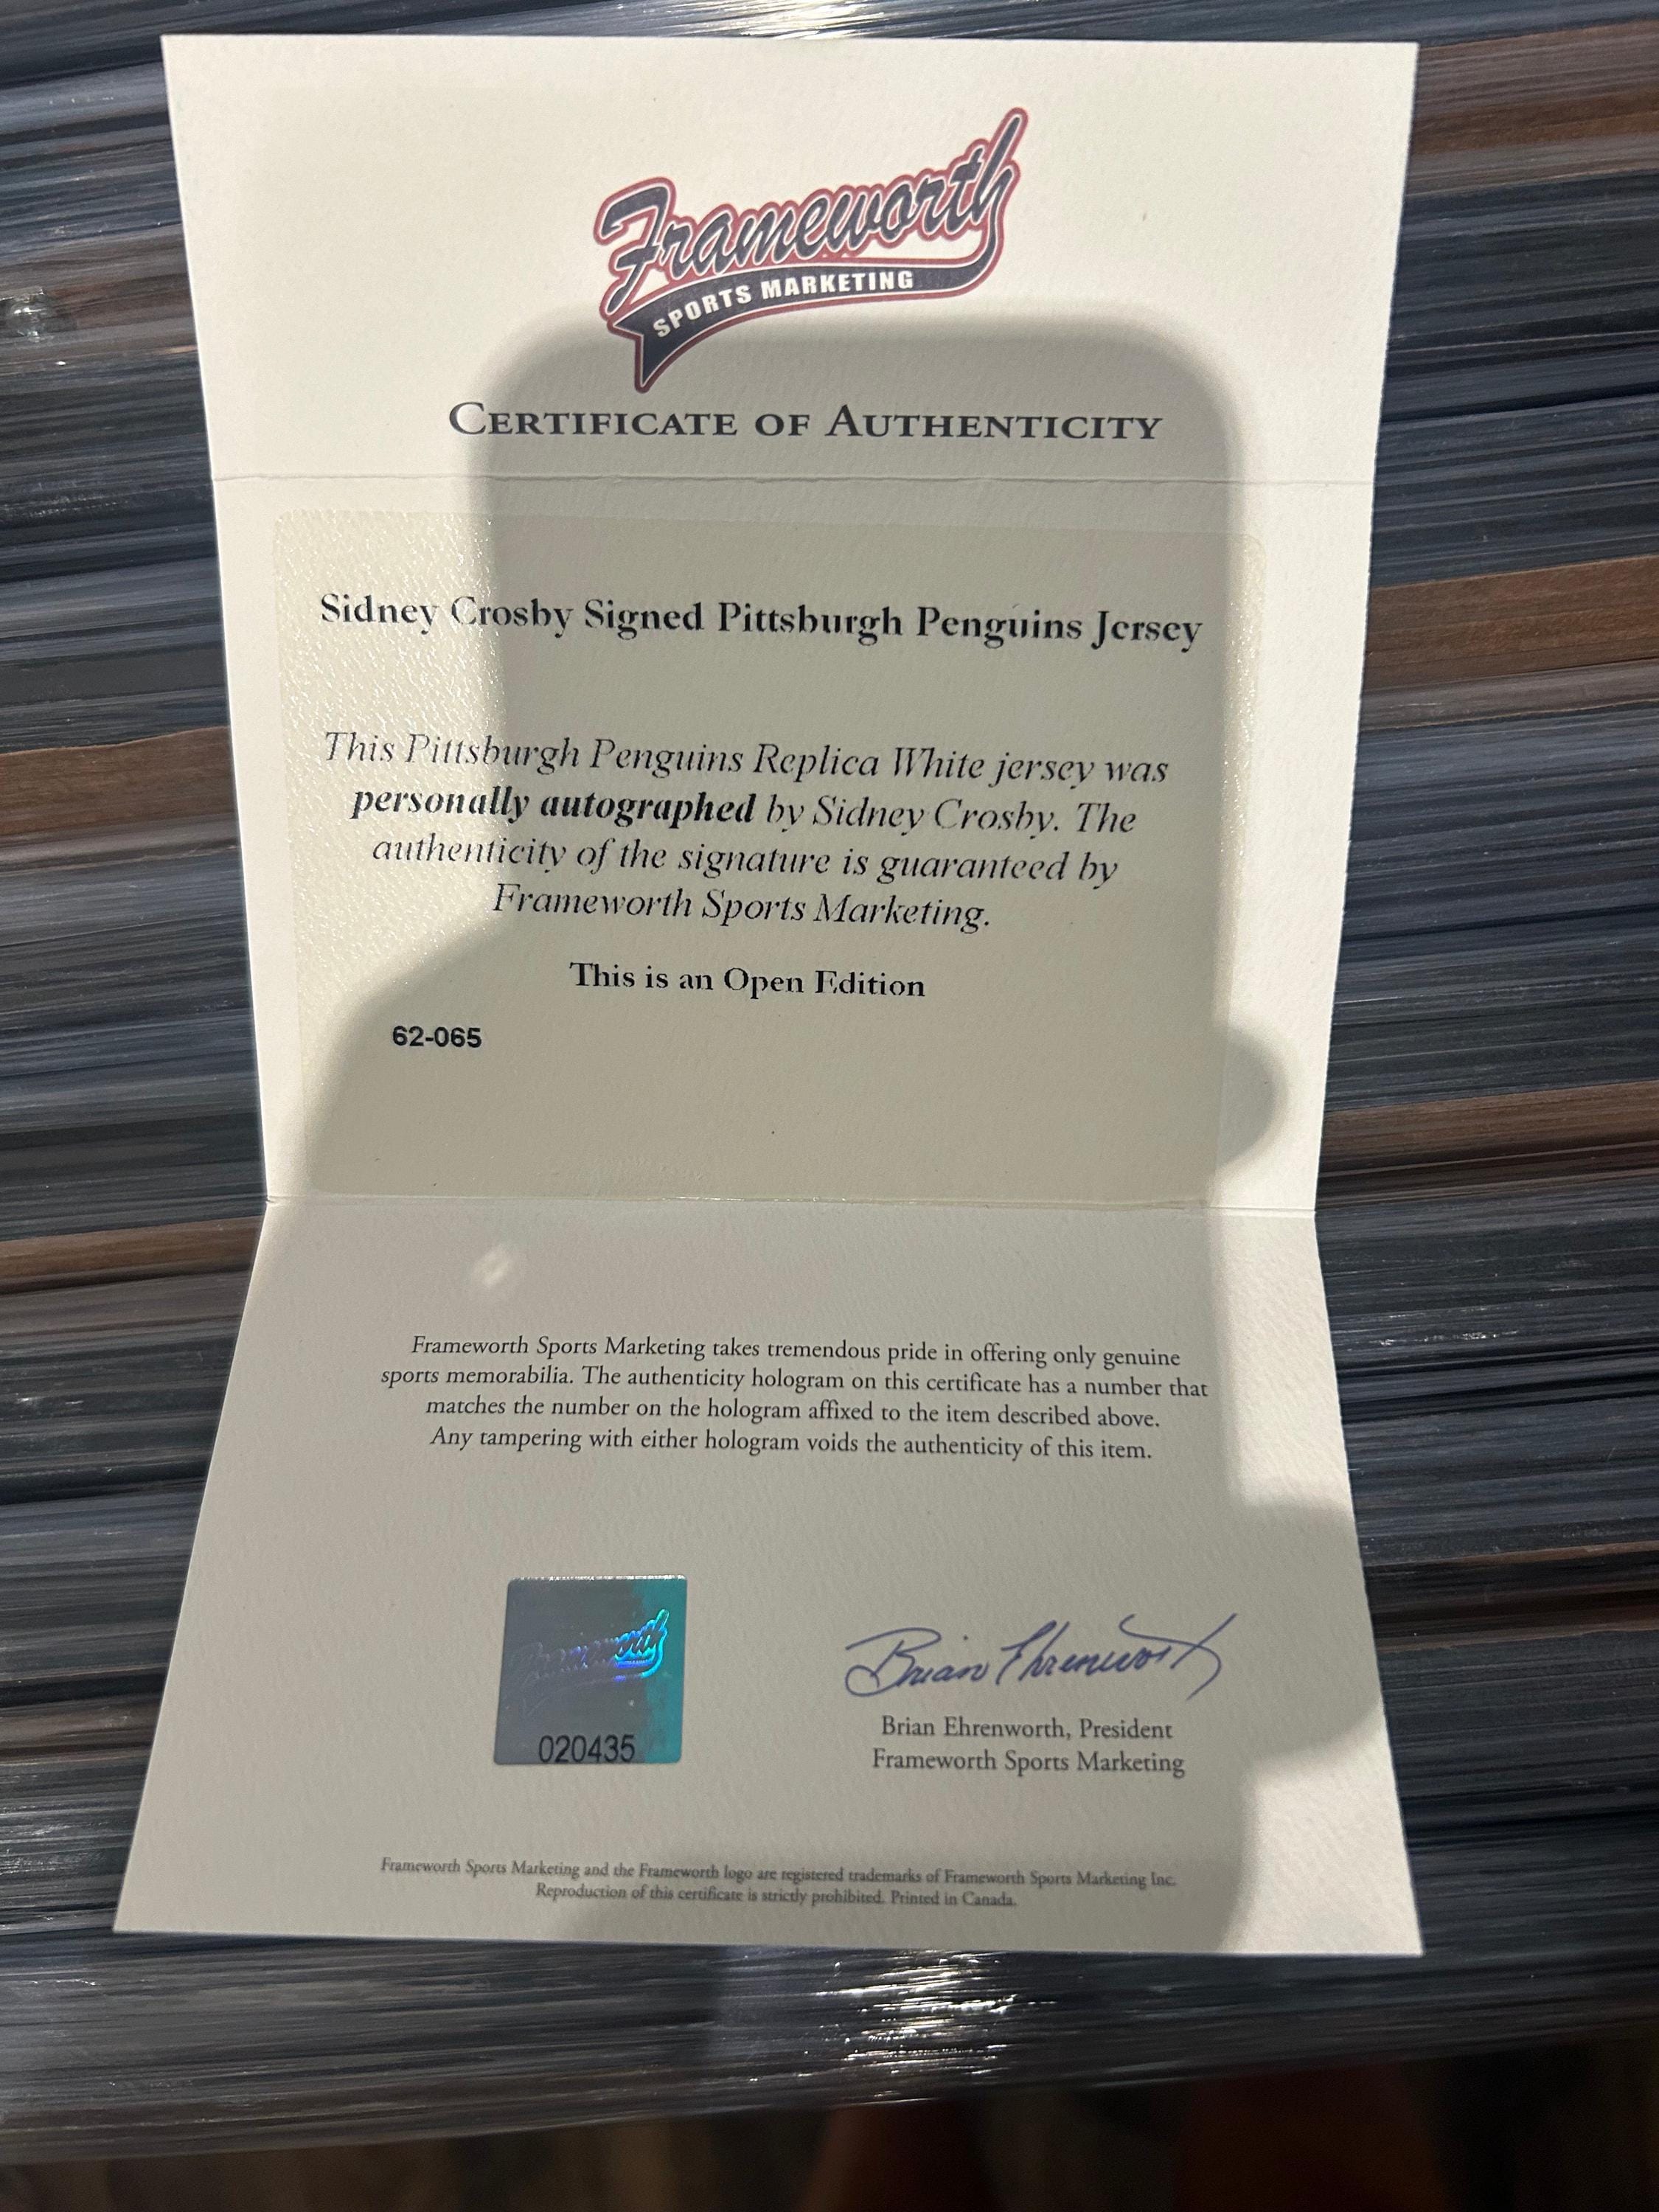 Frameworth
SPORTS MARKETING
CERTIFICATE OF AUTHENTICITY
Sidney Crosby Signed Pittsburgh Penguins Jersey
This Pittsburgh Penguins Replica White jersey was
personally autographed by Sidney Crosby. The
authenticity of the signature is guaranteed by
Frameworth Sports Marketing.
This is an Open Edition
62-065
Frameworth Sports Marketing takes tremendous pride in offering only genuine
sports memorabilia. The authenticity hologram on this certificate has a number that
matches the number on the hologram affixed to the item described above.
Any tampering with either hologram voids the authenticity of this item.
Frameworth
020435
Brian Ehrenworth
Brian Ehrenworth, President
Frameworth Sports Marketing
Frameworth Sports Marketing and the Frameworth logo are registered trademarks of Frameworth Sports Marketing Inc.
Reproduction of this certificate is strictly prohibited. Printed in Canada.